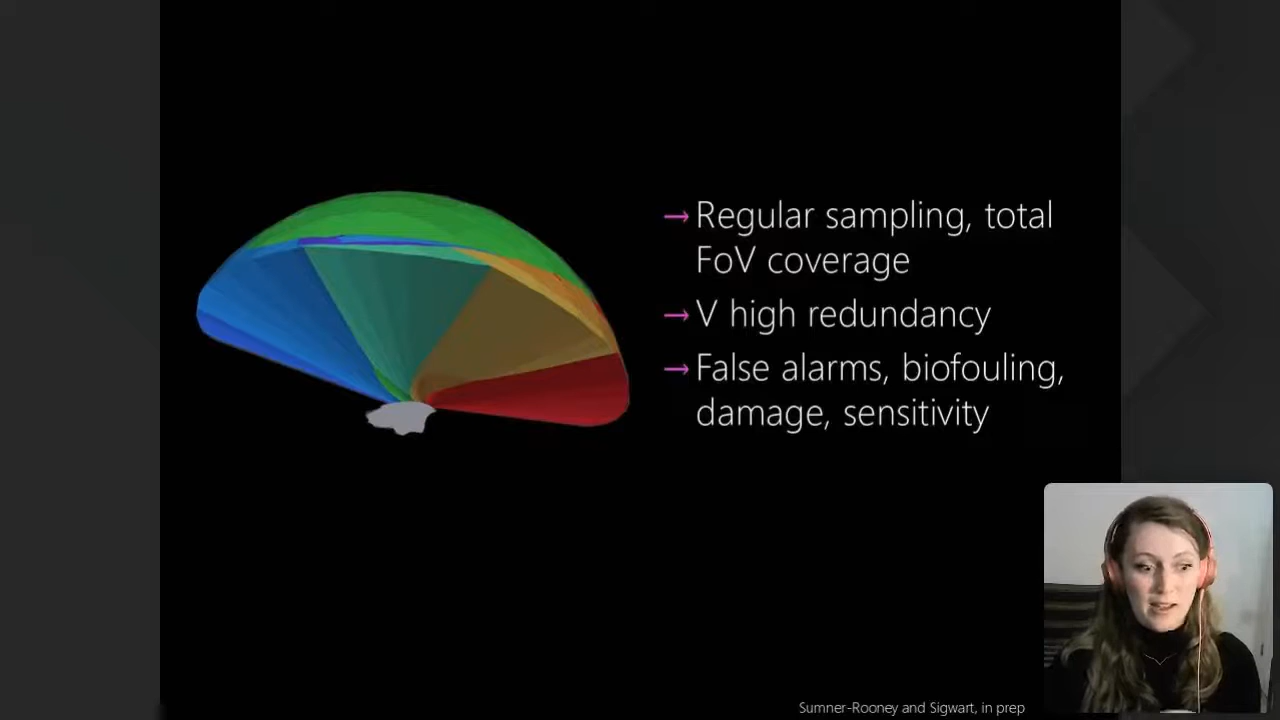 →Regular sampling, total
FoV coverage
→V high redundancy
→False alarms, biofouling,
damage, sensitivity
Sumner-Rooney and Sigwart, in prep